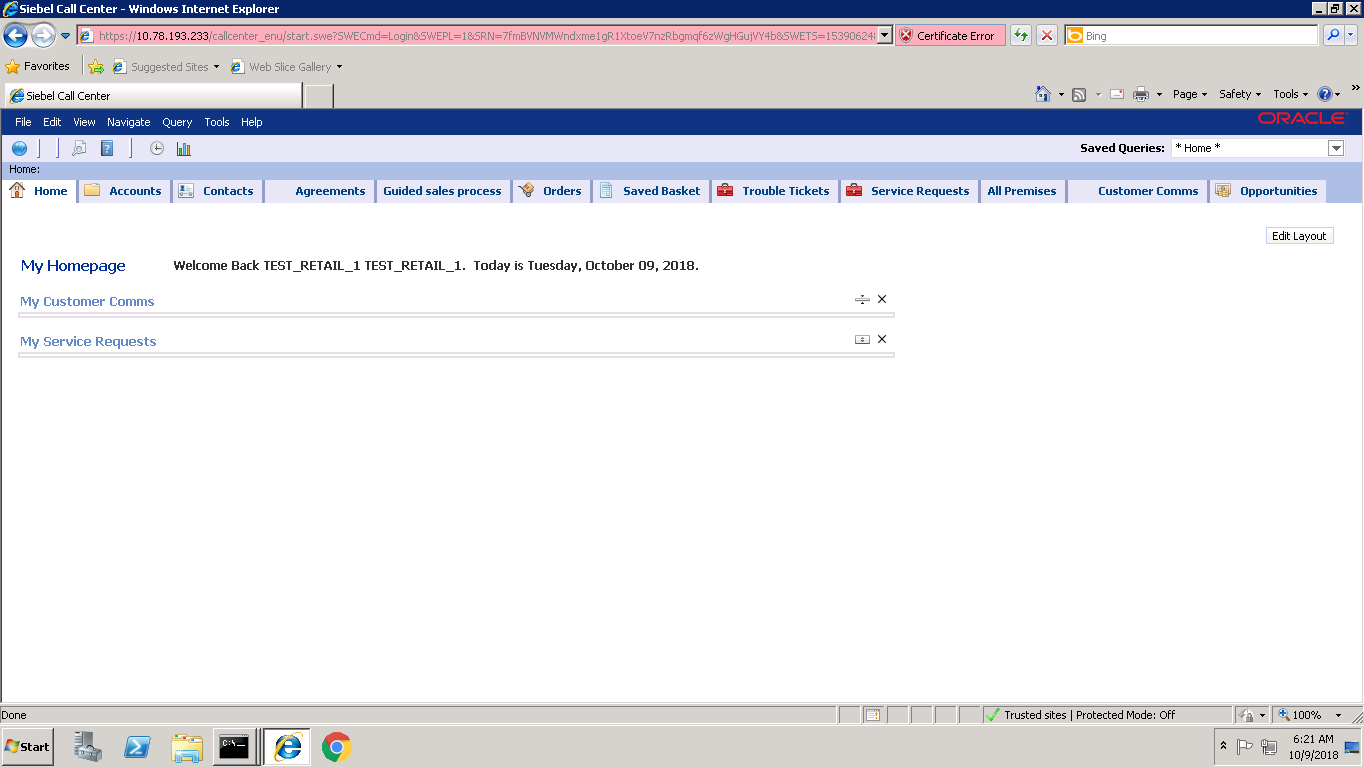 Siebel Call Center - Windows Internet Explorer
https://10.78.193.233/callcenter_enu/start.swe?SWECmd=Login&SWEPL=1&SRN=7fmBVNVMWndxme1gR1XtoeV7nzRbgmqf6zWgHGujVY4b&SWETS=15390624 Certificate Error Bing
Favorites Suggested Sites Web Slice Gallery
Siebel Call Center Page Safety Tools
File Edit View Navigate Query Tools Help ORACLE
Saved Queries: * Home *
Home:
Home Accounts Contacts Agreements Guided sales process Orders Saved Basket Trouble Tickets Service Requests All Premises Customer Comms Opportunities
Edit Layout
My Homepage Welcome Back TEST_RETAIL_1 TEST_RETAIL_1. Today is Tuesday, October 09, 2018.
My Customer Comms
My Service Requests
Done Trusted sites | Protected Mode: Off 100%
Start C:\. 6:21 AM
10/9/2018